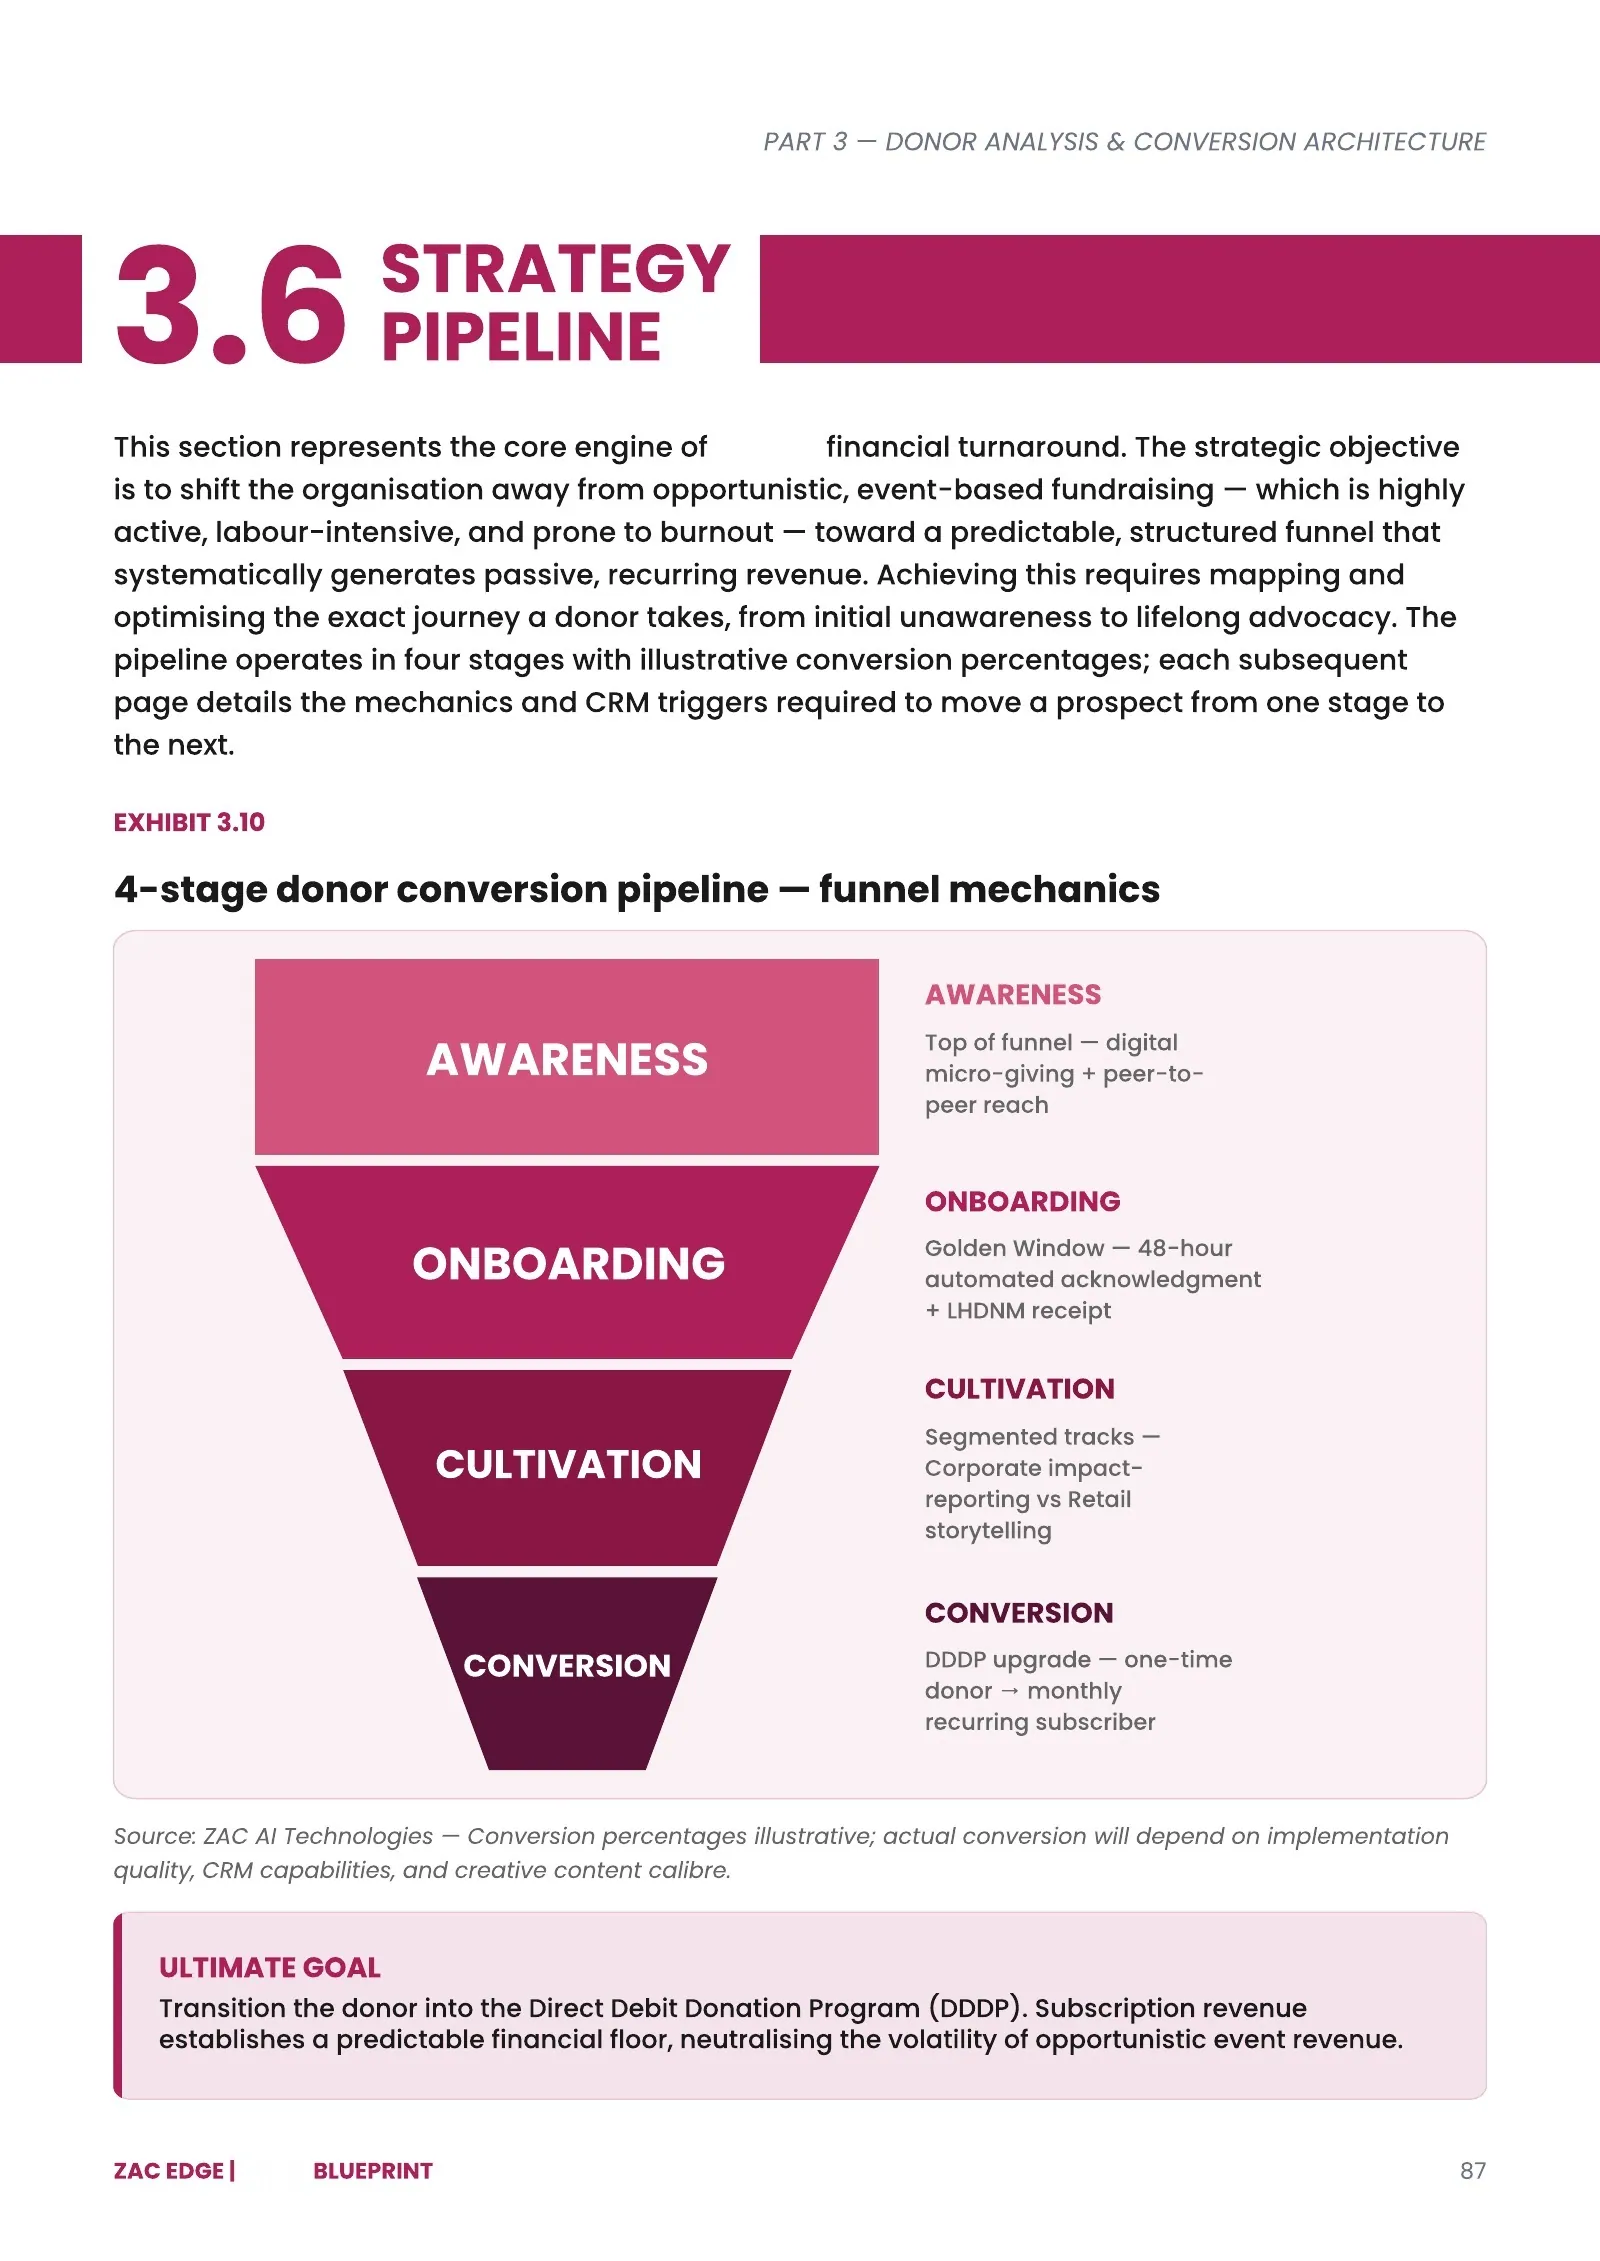 PART 3 — DONOR ANALYSIS & CONVERSION ARCHITECTURE
3.6 STRATEGY
PIPELINE
This section represents the core engine of financial turnaround. The strategic objective
is to shift the organisation away from opportunistic, event-based fundraising — which is highly
active, labour-intensive, and prone to burnout — toward a predictable, structured funnel that
systematically generates passive, recurring revenue. Achieving this requires mapping and
optimising the exact journey a donor takes, from initial unawareness to lifelong advocacy. The
pipeline operates in four stages with illustrative conversion percentages; each subsequent
page details the mechanics and CRM triggers required to move a prospect from one stage to
the next.
EXHIBIT 3.10
4-stage donor conversion pipeline — funnel mechanics
AWARENESS
AWARENESS
Top of funnel — digital
micro-giving + peer-to-
peer reach
ONBOARDING
ONBOARDING
Golden Window — 48-hour
automated acknowledgment
+ LHDNM receipt
CULTIVATION
CULTIVATION
Segmented tracks —
Corporate impact-
reporting vs Retail
storytelling
CONVERSION
CONVERSION
DDDP upgrade — one-time
donor → monthly
recurring subscriber
Source: ZAC AI Technologies — Conversion percentages illustrative; actual conversion will depend on implementation
quality, CRM capabilities, and creative content calibre.
ULTIMATE GOAL
Transition the donor into the Direct Debit Donation Program (DDDP). Subscription revenue
establishes a predictable financial floor, neutralising the volatility of opportunistic event revenue.
ZAC EDGE | BLUEPRINT
87